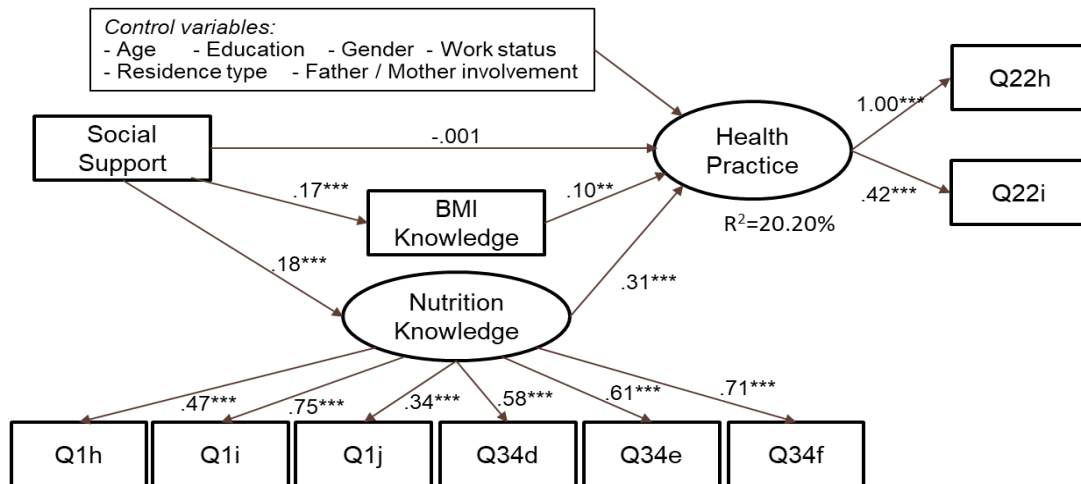 Control variables:
- Age - Education - Gender - Work status
- Residence type - Father / Mother involvement
Q22h
1.00***
Social
Support
-.001
Health
Practice
.42***
Q22i
.17***
BMI
Knowledge
.10**
R²=20.20%
.18***
Nutrition
Knowledge
.31***
.47***
.75***
.34***
.58***
.61***
.71***
Q1h
Q1i
Q1j
Q34d
Q34e
Q34f